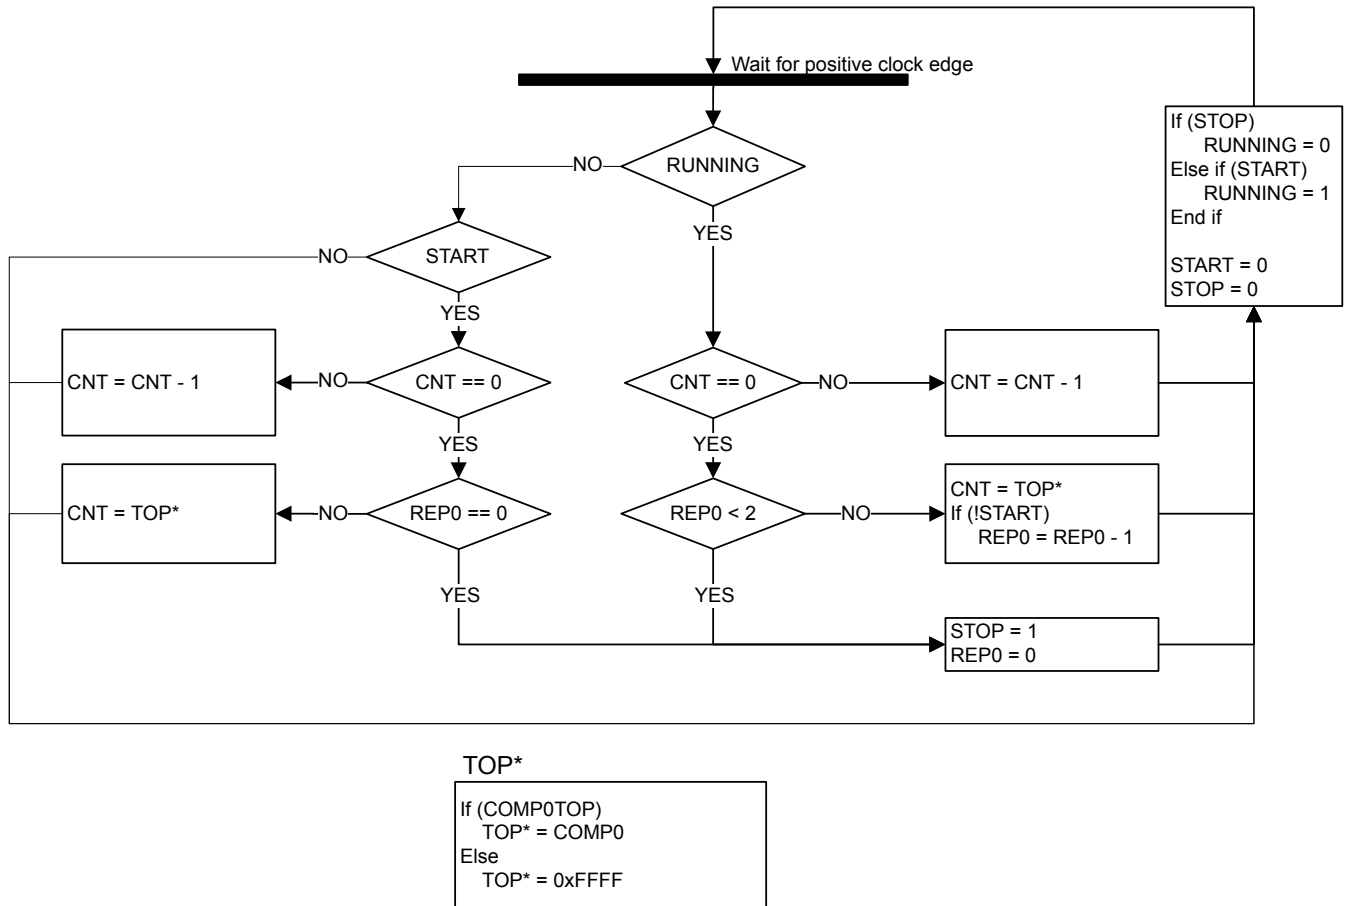 Wait for positive clock edge
If (STOP)
RUNNING = 0
Else if (START)
RUNNING = 1
End if
START = 0
STOP = 0
RUNNING
NO
YES
START
NO
YES
CNT == 0
NO
CNT = CNT - 1
YES
CNT == 0
NO
CNT = CNT - 1
YES
REP0 == 0
NO
CNT = TOP*
YES
REP0 < 2
NO
CNT = TOP*
If (!START)
REP0 = REP0 - 1
YES
STOP = 1
REP0 = 0
TOP*
If (COMP0TOP)
TOP* = COMP0
Else
TOP* = 0xFFFF